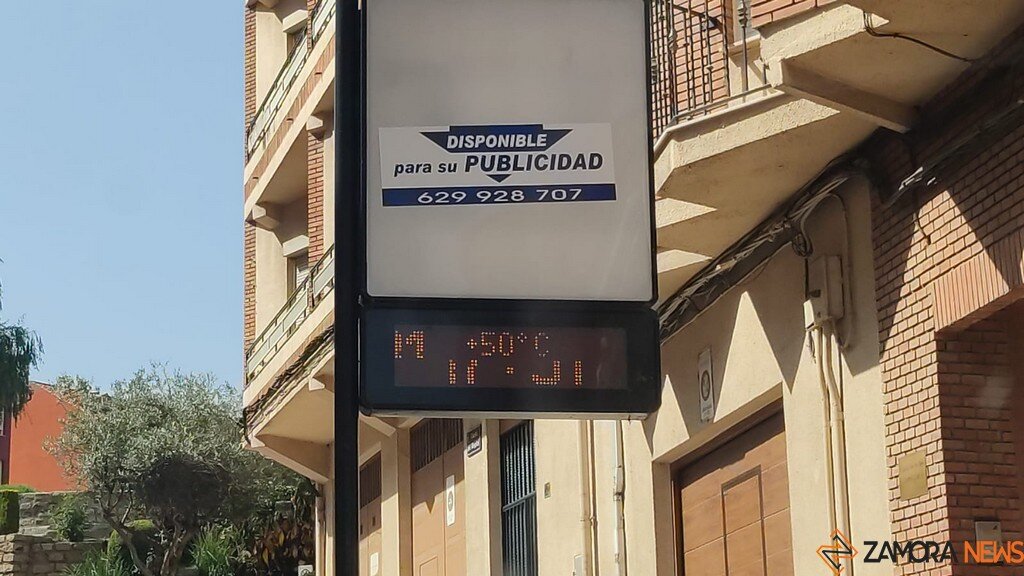 DISPONIBLE
para su PUBLICIDAD
629 928 707
M +50°C
ZAMORA NEWS